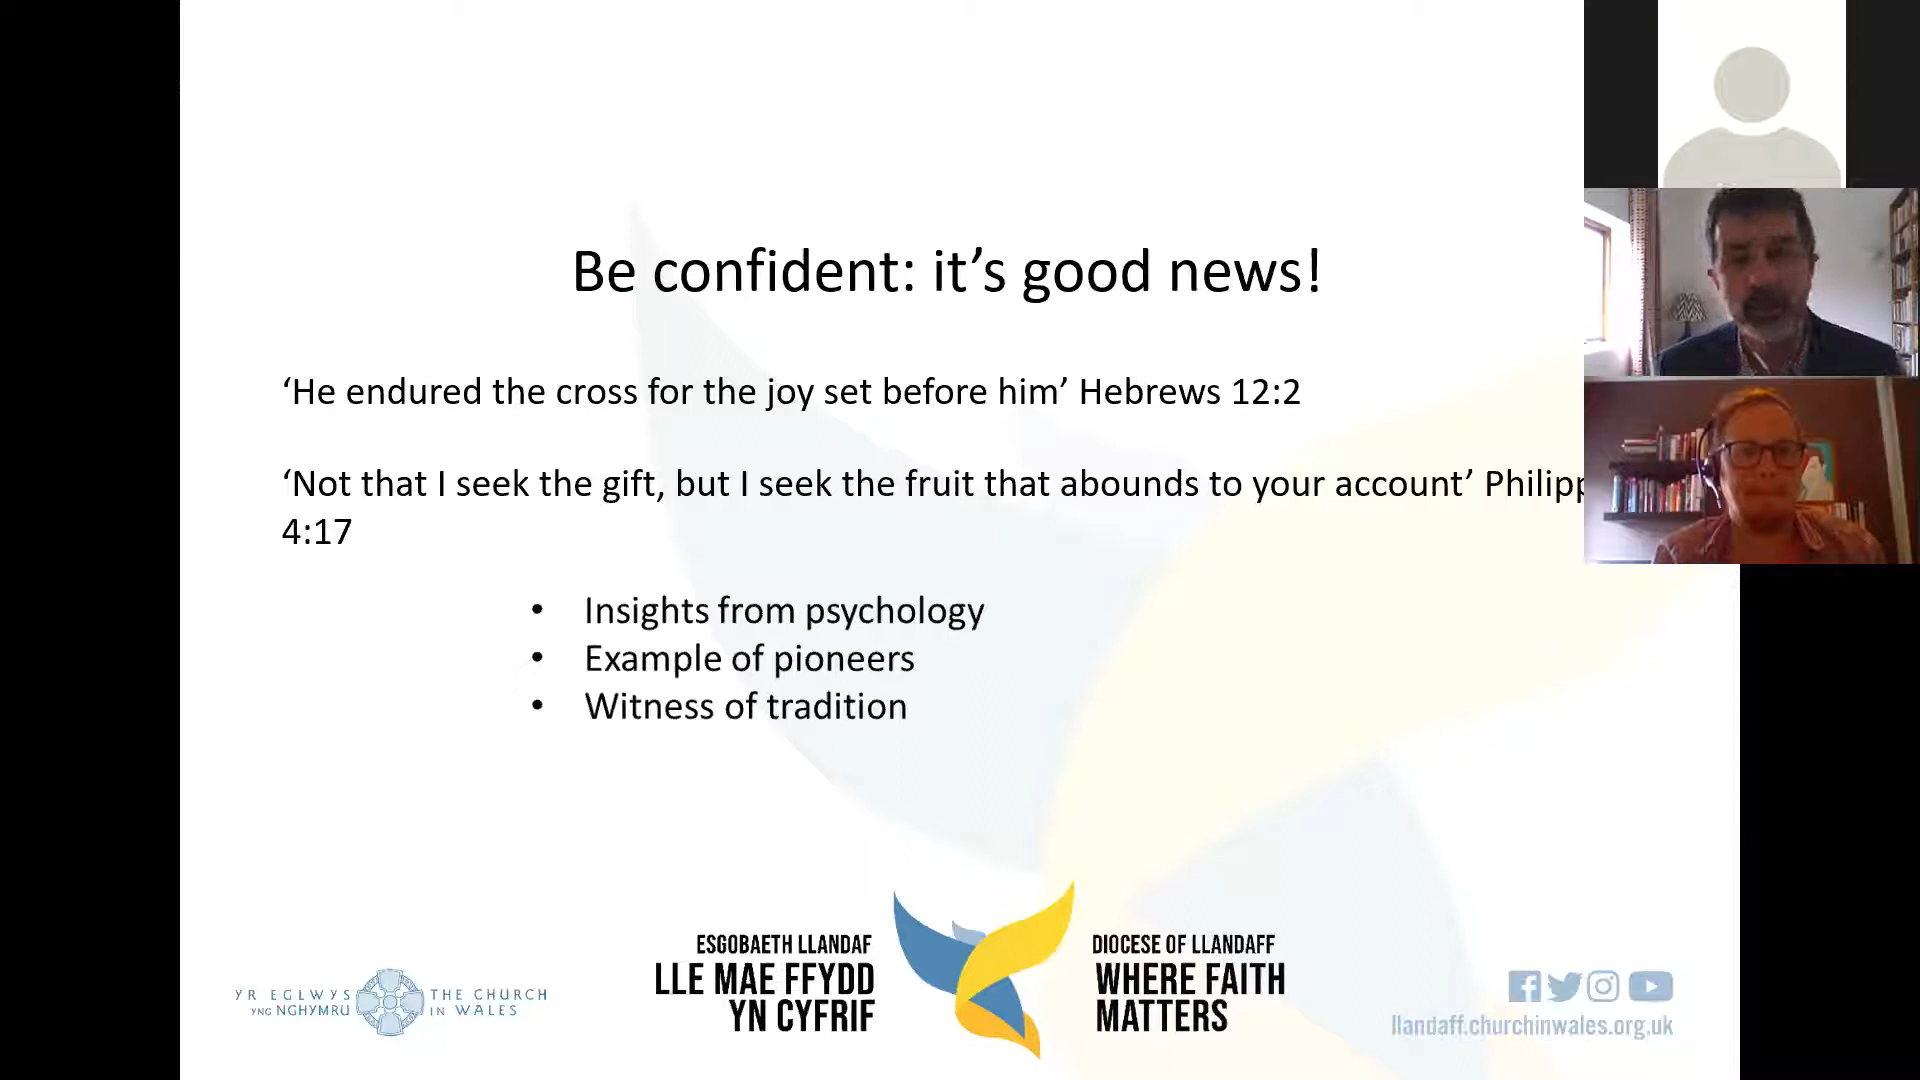 Be confident: it’s good news!
‘He endured the cross for the joy set before him’ Hebrews 12:2
‘Not that I seek the gift, but I seek the fruit that abounds to your account’
4:17
• Insights from psychology
• Example of pioneers
• Witness of tradition
YR EGLWYS
YNG NGHYMRU
THE CHURCH
IN WALES
ESGOBAETH LLANDAF
LLE MAE FFYDD
YN CYFRIF
DIOCESE OF LLANDAFF
WHERE FAITH
MATTERS
llandaff.churchinwales.org.uk